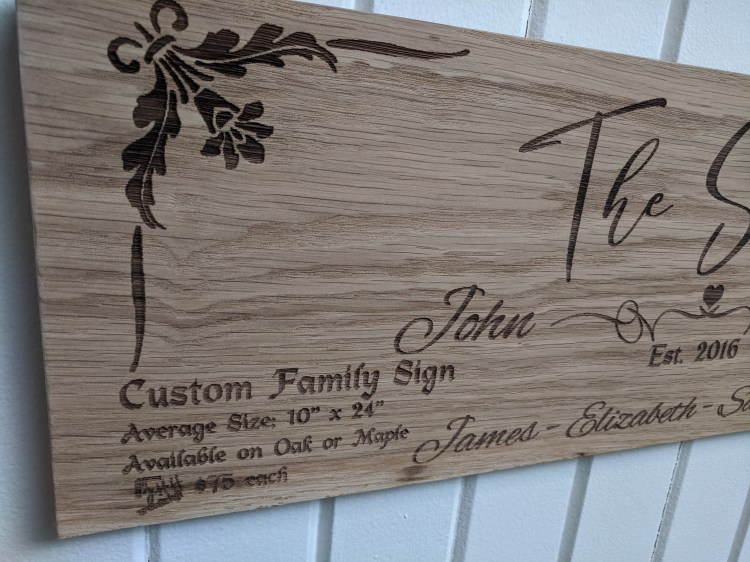 The S
John
Est. 2016
James - Elizabeth - Sa
Custom Family Sign
Average Size: 10" x 24"
Available on Oak or Maple
$75 each